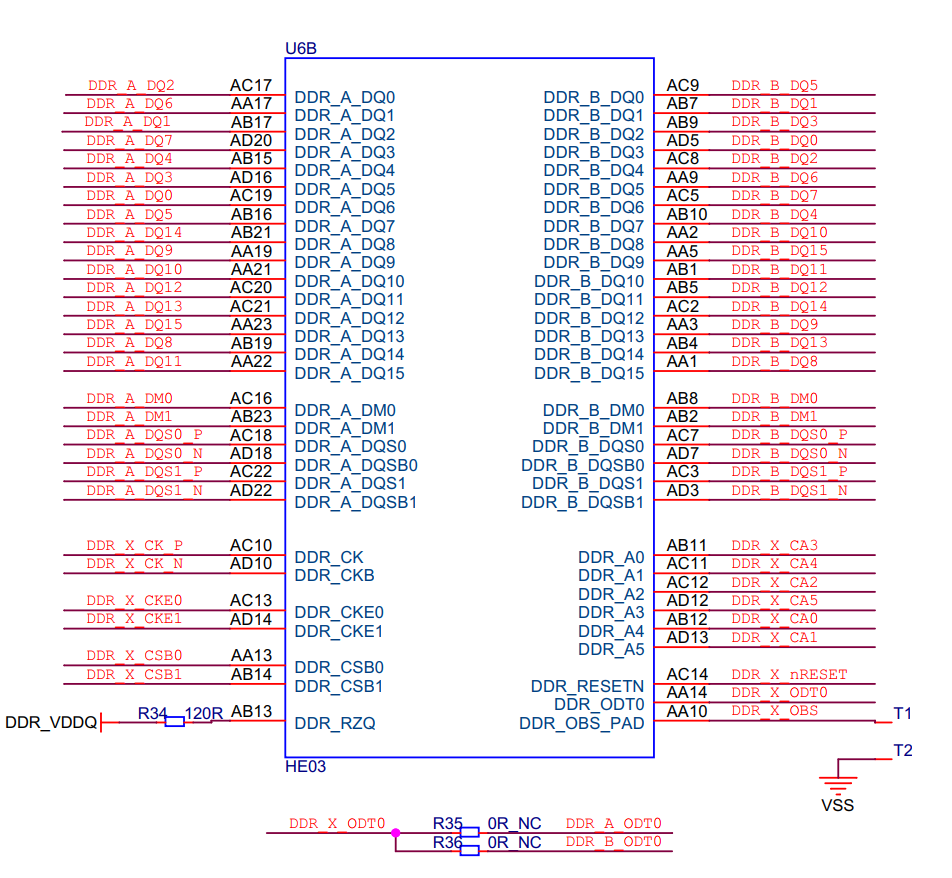 U6B
DDR_A_DQ2 AC17 DDR_A_DQ0 DDR_B_DQ0 AC9 DDR_B_DQ5
DDR_A_DQ6 AA17 DDR_A_DQ1 DDR_B_DQ1 AB7 DDR_B_DQ1
DDR_A_DQ1 AB17 DDR_A_DQ2 DDR_B_DQ2 AB9 DDR_B_DQ3
DDR_A_DQ7 AD20 DDR_A_DQ3 DDR_B_DQ3 AD5 DDR_B_DQ0
DDR_A_DQ4 AB15 DDR_A_DQ4 DDR_B_DQ4 AC8 DDR_B_DQ2
DDR_A_DQ3 AD16 DDR_A_DQ5 DDR_B_DQ5 AA9 DDR_B_DQ6
DDR_A_DQ0 AC19 DDR_A_DQ6 DDR_B_DQ6 AC5 DDR_B_DQ7
DDR_A_DQ5 AB16 DDR_A_DQ7 DDR_B_DQ7 AB10 DDR_B_DQ4
DDR_A_DQ14 AB21 DDR_A_DQ8 DDR_B_DQ8 AA2 DDR_B_DQ10
DDR_A_DQ9 AA19 DDR_A_DQ9 DDR_B_DQ9 AA5 DDR_B_DQ15
DDR_A_DQ10 AA21 DDR_A_DQ10 DDR_B_DQ10 AB1 DDR_B_DQ11
DDR_A_DQ12 AC20 DDR_A_DQ11 DDR_B_DQ11 AB5 DDR_B_DQ12
DDR_A_DQ13 AC21 DDR_A_DQ12 DDR_B_DQ12 AC2 DDR_B_DQ14
DDR_A_DQ15 AA23 DDR_A_DQ13 DDR_B_DQ13 AA3 DDR_B_DQ9
DDR_A_DQ8 AB19 DDR_A_DQ14 DDR_B_DQ14 AB4 DDR_B_DQ13
DDR_A_DQ11 AA22 DDR_A_DQ15 DDR_B_DQ15 AA1 DDR_B_DQ8
DDR_A_DM0 AC16 DDR_A_DM0 DDR_B_DM0 AB8 DDR_B_DM0
DDR_A_DM1 AB23 DDR_A_DM1 DDR_B_DM1 AB2 DDR_B_DM1
DDR_A_DQS0_P AC18 DDR_A_DQS0 DDR_B_DQS0 AC7 DDR_B_DQS0_P
DDR_A_DQS0_N AD18 DDR_A_DQSB0 DDR_B_DQSB0 AD7 DDR_B_DQS0_N
DDR_A_DQS1_P AC22 DDR_A_DQS1 DDR_B_DQS1 AC3 DDR_B_DQS1_P
DDR_A_DQS1_N AD22 DDR_A_DQSB1 DDR_B_DQSB1 AD3 DDR_B_DQS1_N
DDR_X_CK_P AC10 DDR_CK DDR_A0 AB11 DDR_X_CA3
DDR_X_CK_N AD10 DDR_CKB DDR_A1 AC11 DDR_X_CA4
DDR_A2 AC12 DDR_X_CA2
DDR_X_CKE0 AC13 DDR_CKE0 DDR_A3 AD12 DDR_X_CA5
DDR_X_CKE1 AD14 DDR_CKE1 DDR_A4 AB12 DDR_X_CA0
DDR_A5 AD13 DDR_X_CA1
DDR_X_CSB0 AA13 DDR_CSB0
DDR_X_CSB1 AB14 DDR_CSB1 DDR_RESETN AC14 DDR_X_nRESET
DDR_ODT0 AA14 DDR_X_ODT0
DDR_VDDQ R34 120R AB13 DDR_RZQ DDR_OBS_PAD AA10 DDR_X_OBS T1
T2
HE03
VSS
DDR_X_ODT0 R35 0R_NC DDR_A_ODT0
R36 0R_NC DDR_B_ODT0